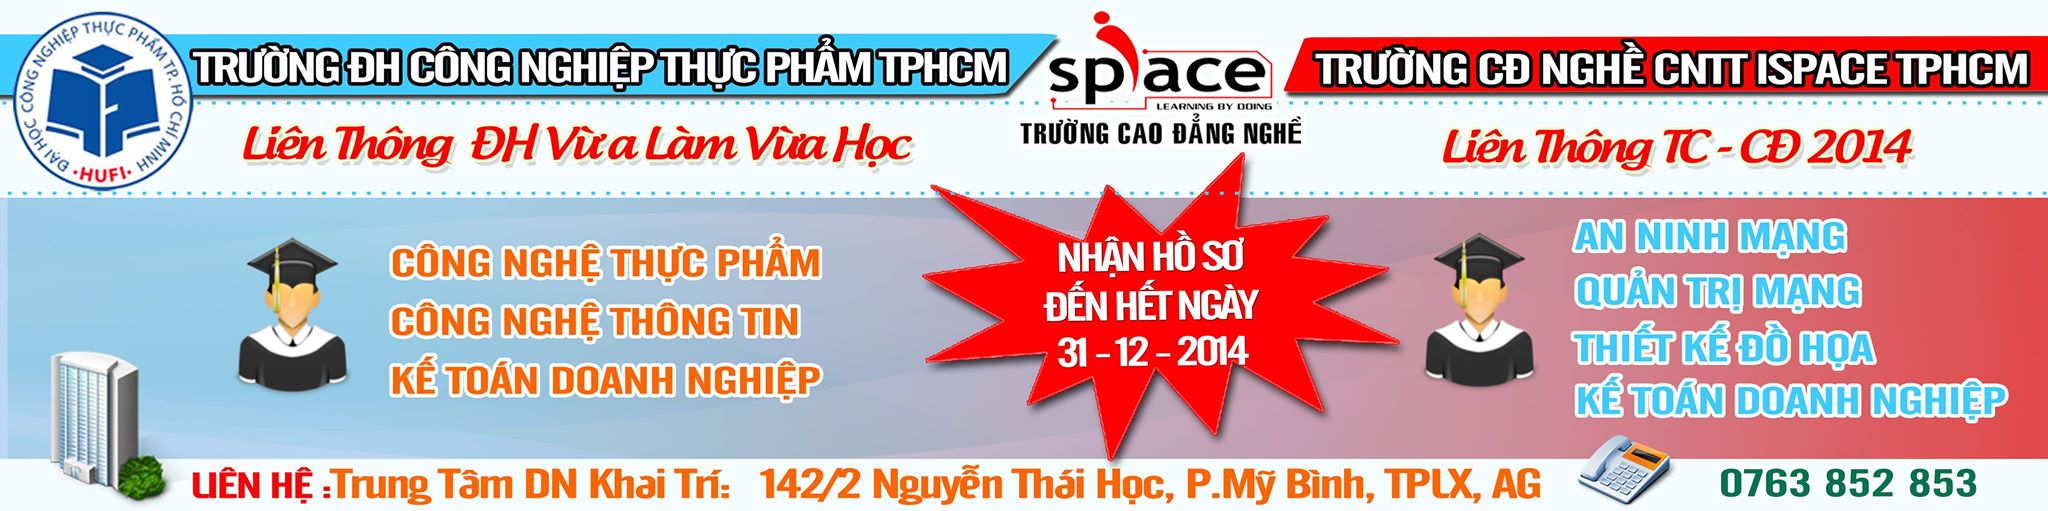 ĐẠI HỌC CÔNG NGHIỆP THỰC PHẨM TP. HỒ CHÍ MINH
HUFI
TRƯỜNG ĐH CÔNG NGHIỆP THỰC PHẨM TPHCM
Liên Thông ĐH Vừa Làm Vừa Học
CÔNG NGHỆ THỰC PHẨM
CÔNG NGHỆ THÔNG TIN
KẾ TOÁN DOANH NGHIỆP
ispace
LEARNING BY DOING
TRƯỜNG CAO ĐẲNG NGHỀ
NHẬN HỒ SƠ
ĐẾN HẾT NGÀY
31 - 12 - 2014
TRƯỜNG CĐ NGHỀ CNTT ISPACE TPHCM
Liên Thông TC - CĐ 2014
AN NINH MẠNG
QUẢN TRỊ MẠNG
THIẾT KẾ ĐỒ HỌA
KẾ TOÁN DOANH NGHIỆP
LIÊN HỆ :Trung Tâm DN Khai Trí: 142/2 Nguyễn Thái Học, P.Mỹ Bình, TPLX, AG 0763 852 853